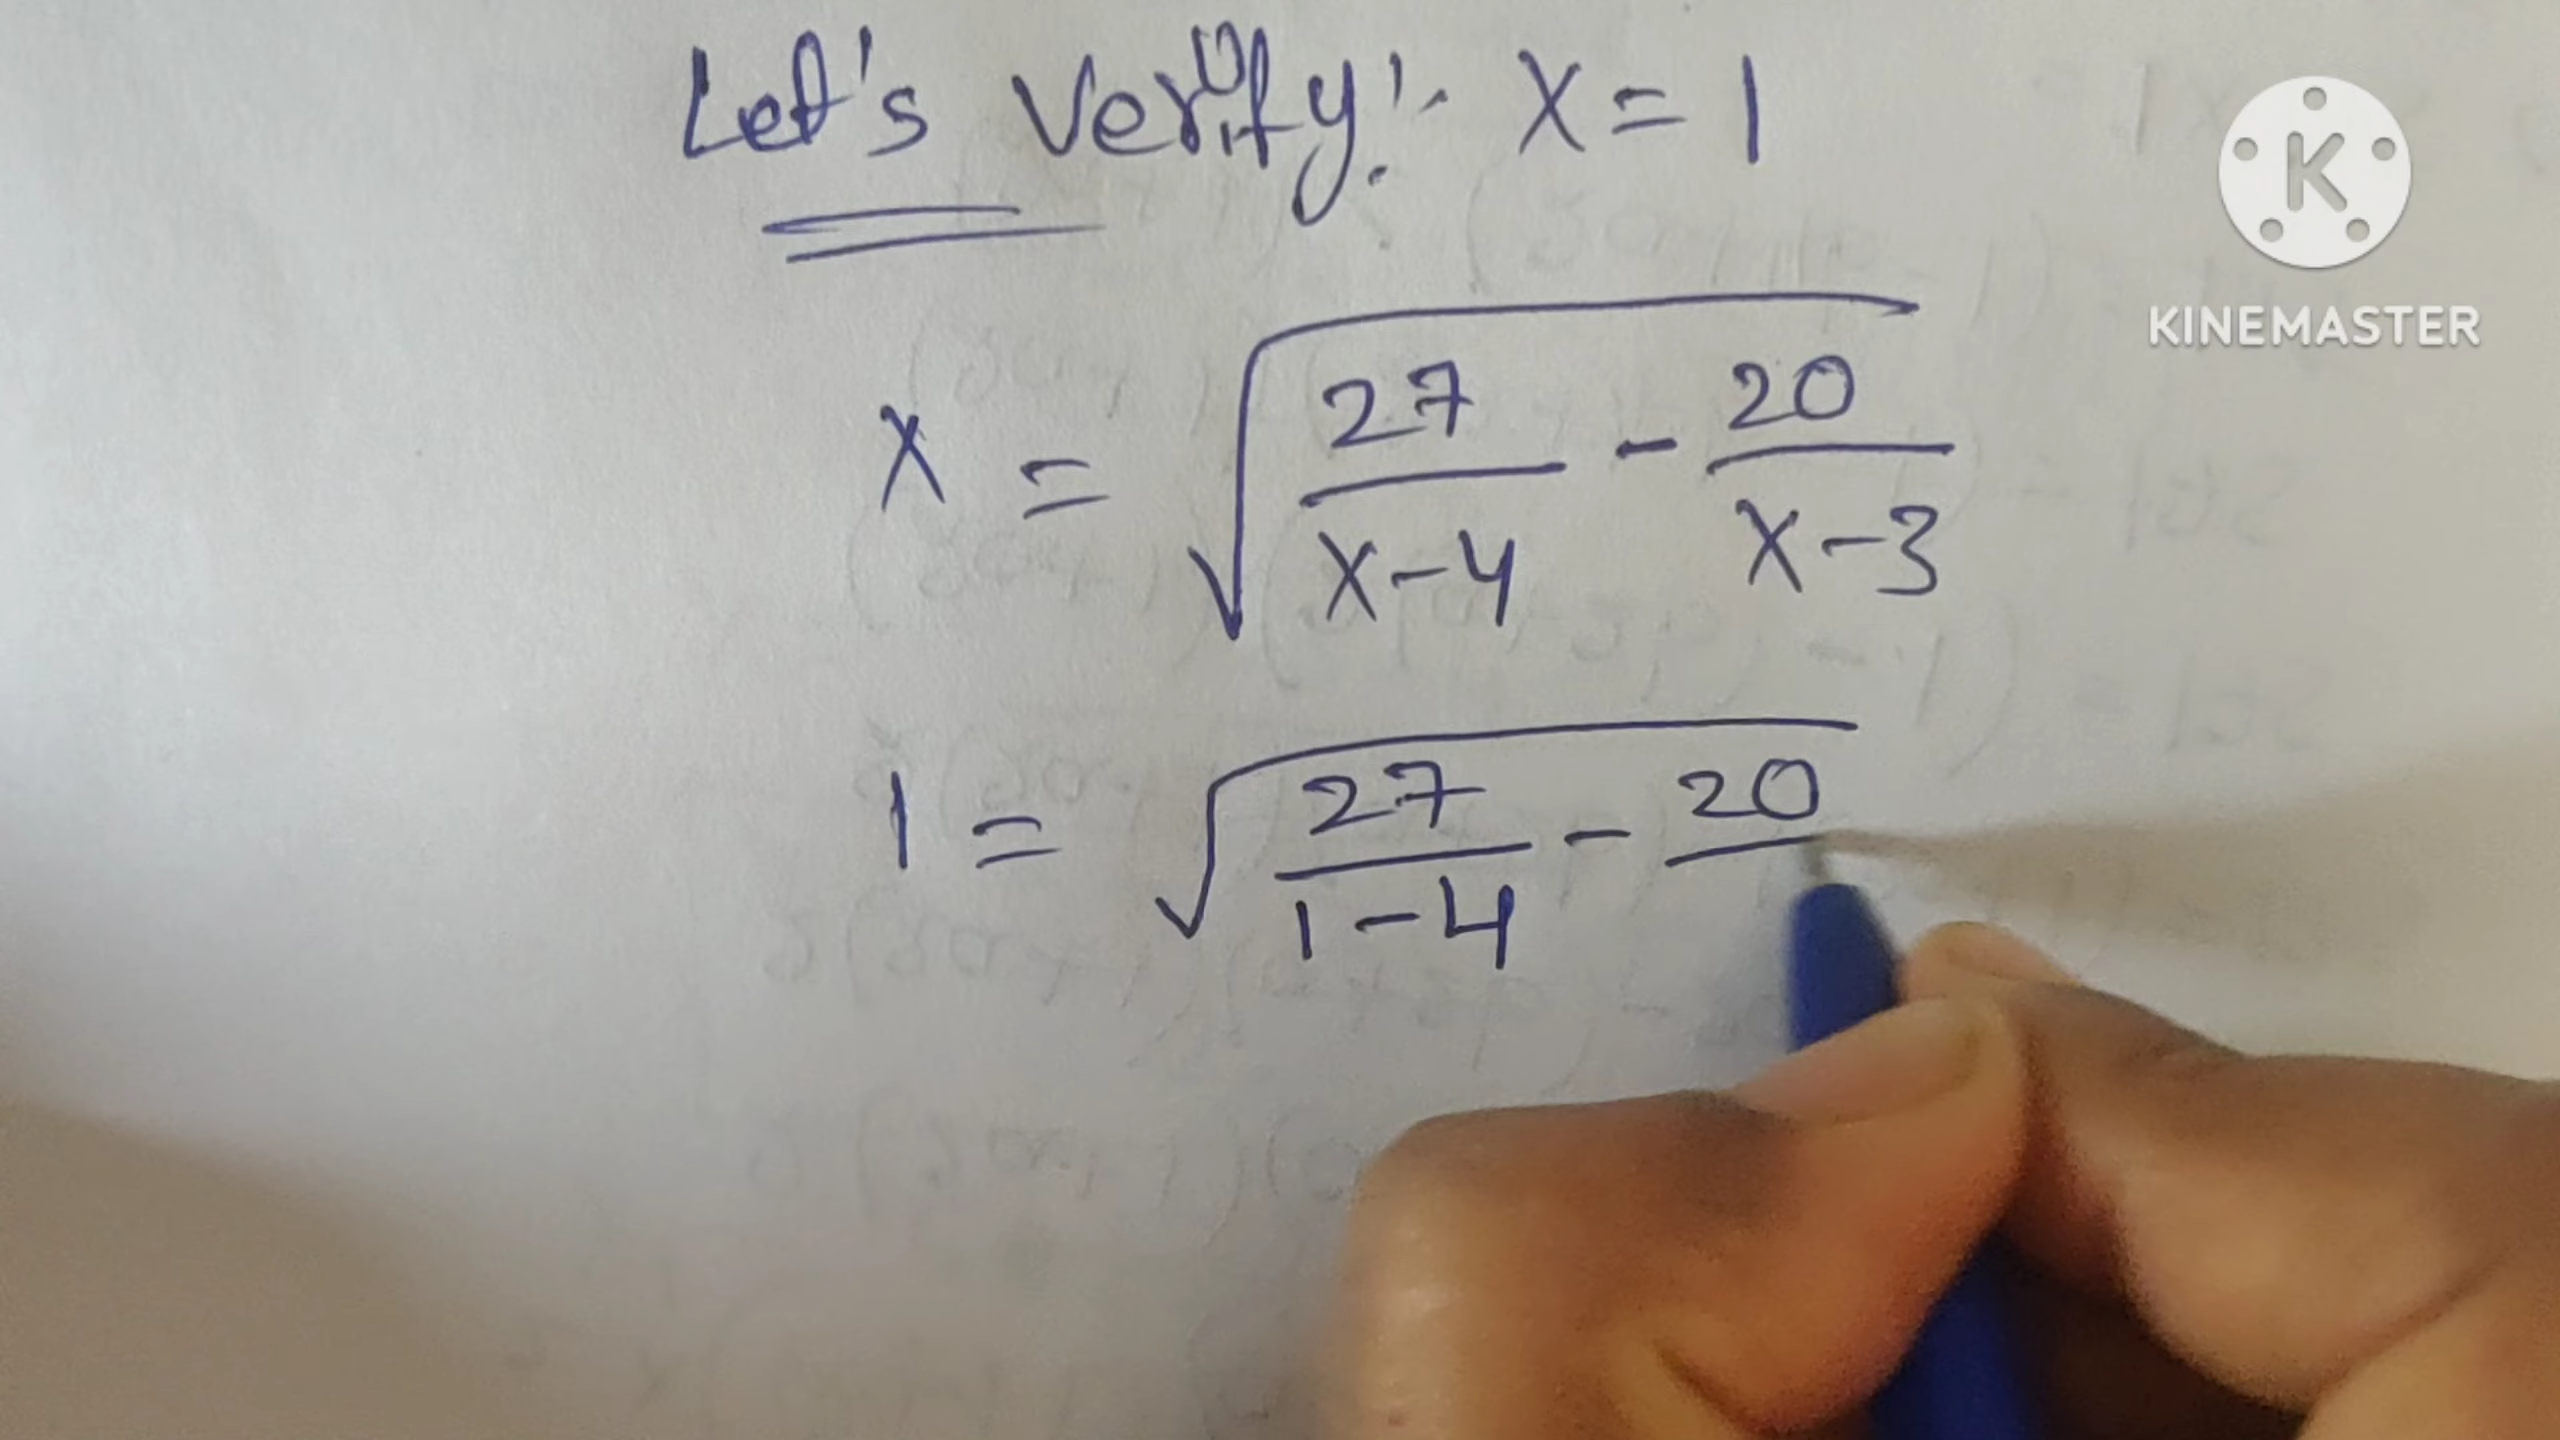 Let's Verify:- x = 1
K
KINEMASTER
x = √(27/(x-4) - 20/(x-3))
1 = √(27/(1-4) - 20/